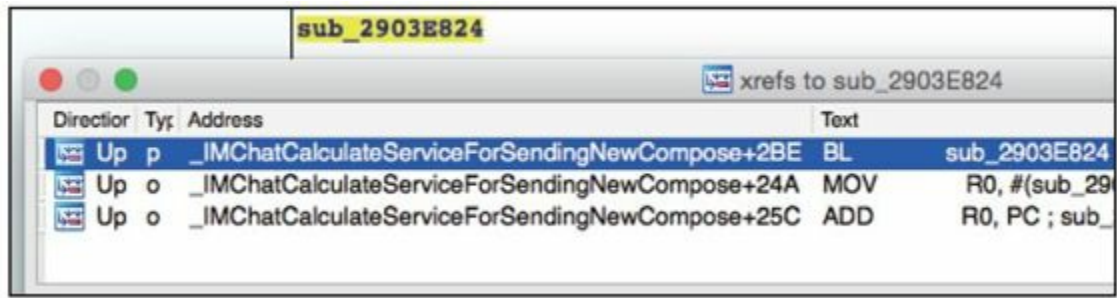 sub_2903E824
xrefs to sub_2903E824
Direction Typ Address Text
Up p _IMChatCalculateServiceForSendingNewCompose+2BE BL sub_2903E824
Up o _IMChatCalculateServiceForSendingNewCompose+24A MOV R0, #(sub_290
Up o _IMChatCalculateServiceForSendingNewCompose+25C ADD R0, PC ; sub_